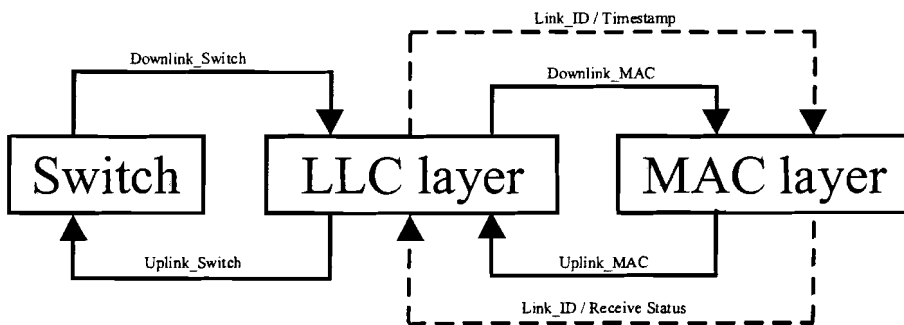 Link_ID / Timestamp
Downlink_Switch
Downlink_MAC
Switch
LLC layer
MAC layer
Uplink_Switch
Uplink_MAC
Link_ID / Receive Status